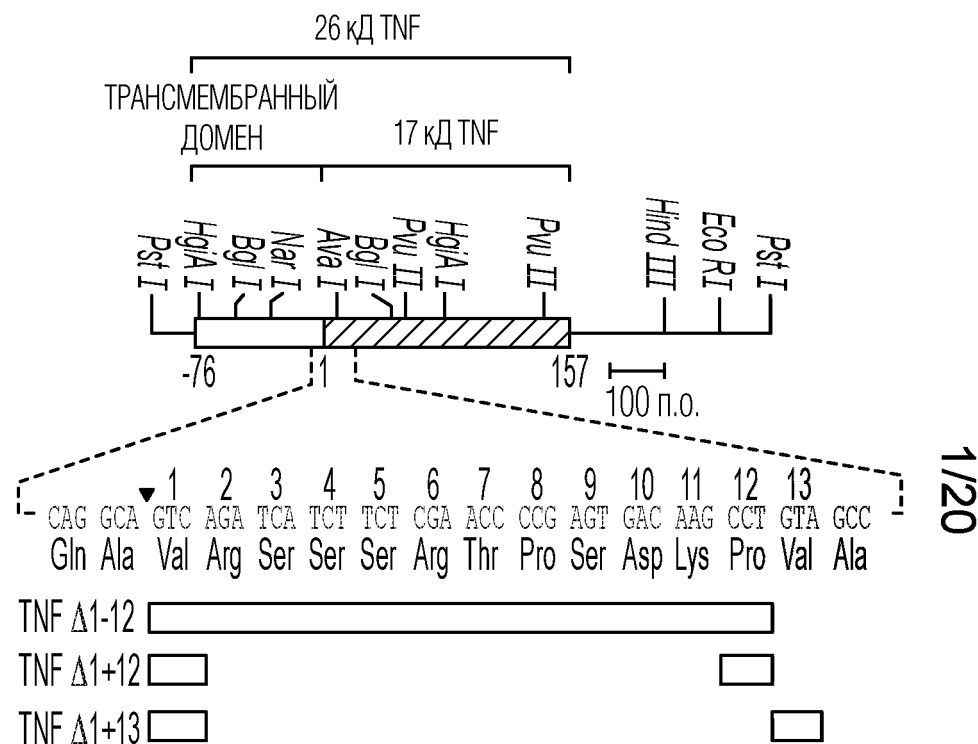 26 кД TNF
ТРАНСМЕМБРАННЫЙ
ДОМЕН
17 кД TNF
Pst I
HgiA I
Bgl I
Nar I
Ava I
Bgl I
Pvu II
HgiA I
Pvu II
Hind III
Eco RI
Pst I
-76 1 157
100 п.о.
1 2 3 4 5 6 7 8 9 10 11 12 13
CAG GCA GTC AGA TCA TCT TCT CGA ACC CCG AGT GAC AAG CCT GTA GCC
Gln Ala Val Arg Ser Ser Ser Arg Thr Pro Ser Asp Lys Pro Val Ala
TNF Δ1-12
TNF Δ1+12
TNF Δ1+13
1/20